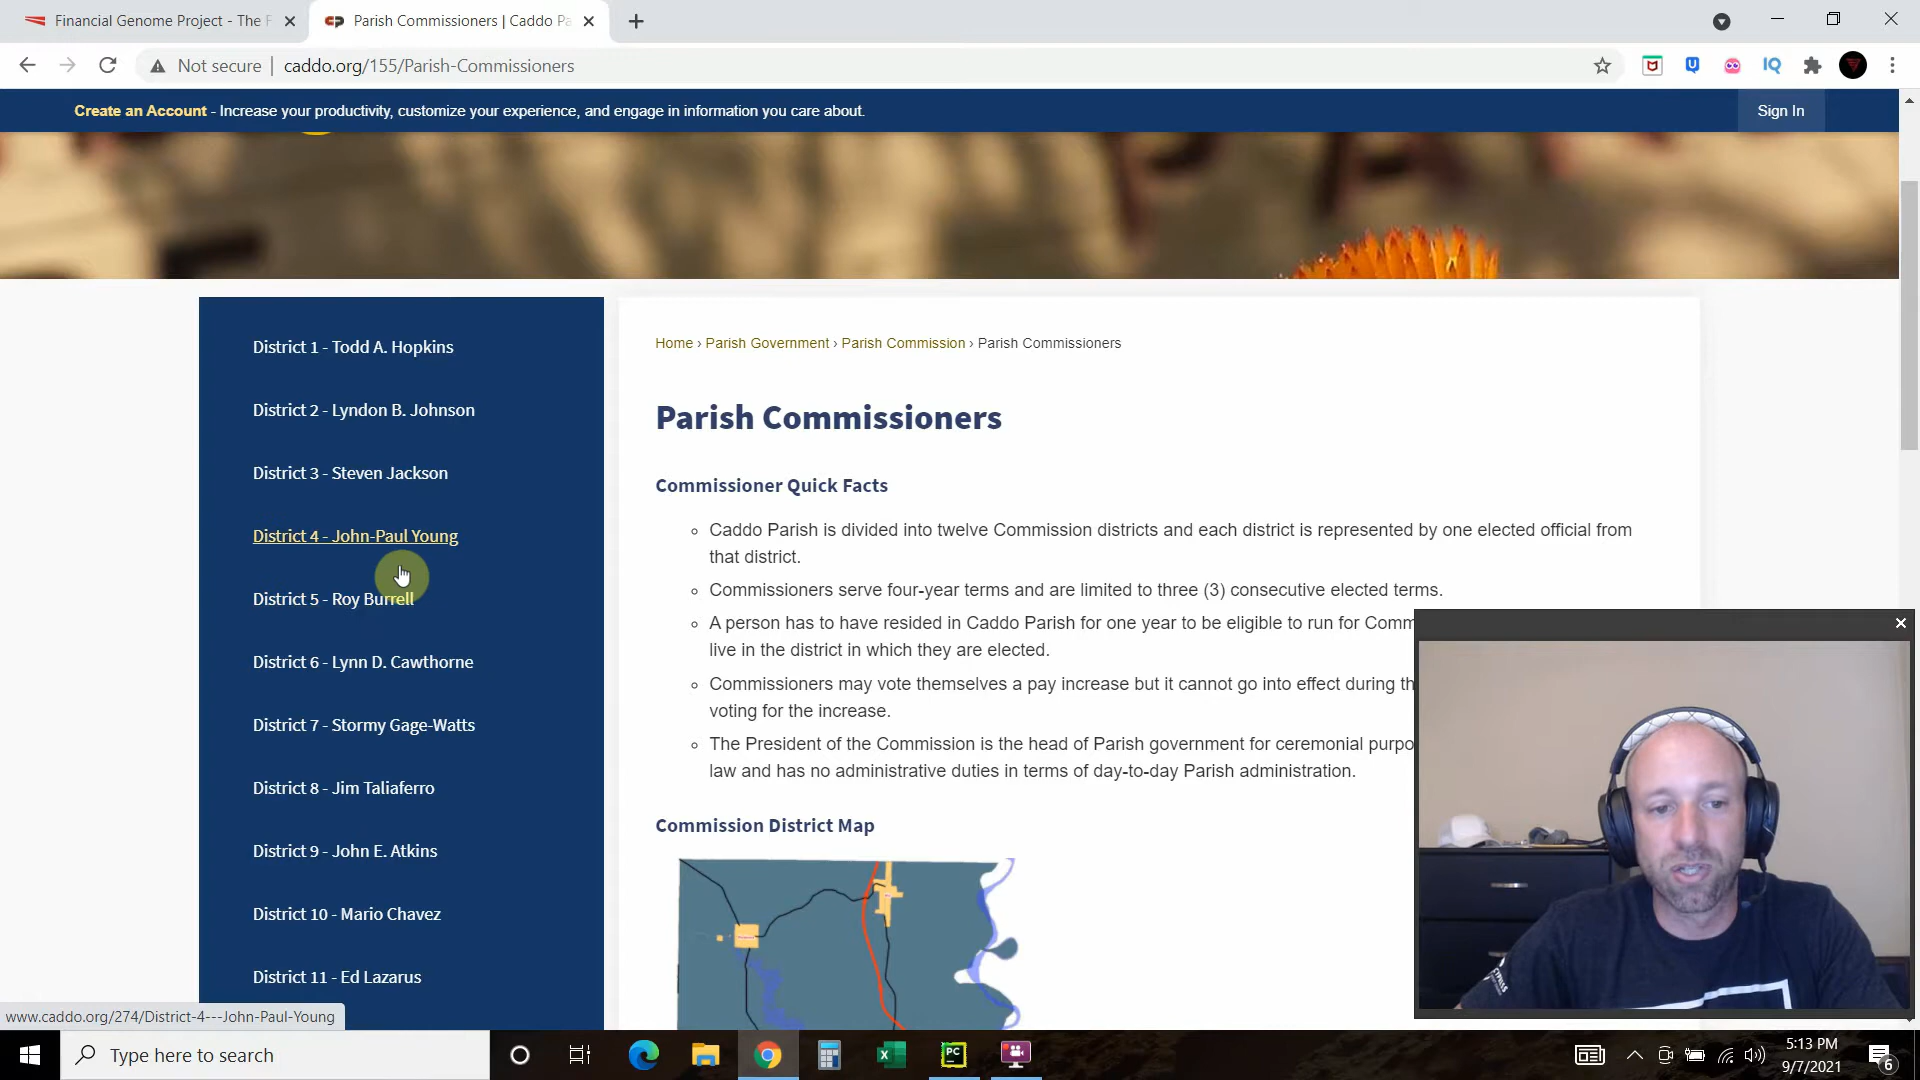 Financial Genome Project - The F
Parish Commissioners | Caddo Pa
Not secure
caddo.org/155/Parish-Commissioners
Create an Account - Increase your productivity, customize your experience, and engage in information you care about.
Sign In
District 1 - Todd A. Hopkins
District 2 - Lyndon B. Johnson
District 3 - Steven Jackson
District 4 - John-Paul Young
District 5 - Roy Burrell
District 6 - Lynn D. Cawthorne
District 7 - Stormy Gage-Watts
District 8 - Jim Taliaferro
District 9 - John E. Atkins
District 10 - Mario Chavez
District 11 - Ed Lazarus
Home › Parish Government › Parish Commission › Parish Commissioners
Parish Commissioners
Commissioner Quick Facts
Caddo Parish is divided into twelve Commission districts and each district is represented by one elected official from
that district.
Commissioners serve four-year terms and are limited to three (3) consecutive elected terms.
A person has to have resided in Caddo Parish for one year to be eligible to run for Comm
live in the district in which they are elected.
Commissioners may vote themselves a pay increase but it cannot go into effect during th
voting for the increase.
The President of the Commission is the head of Parish government for ceremonial purpo
law and has no administrative duties in terms of day-to-day Parish administration.
Commission District Map
www.caddo.org/274/District-4---John-Paul-Young
Type here to search
5:13 PM
9/7/2021
6